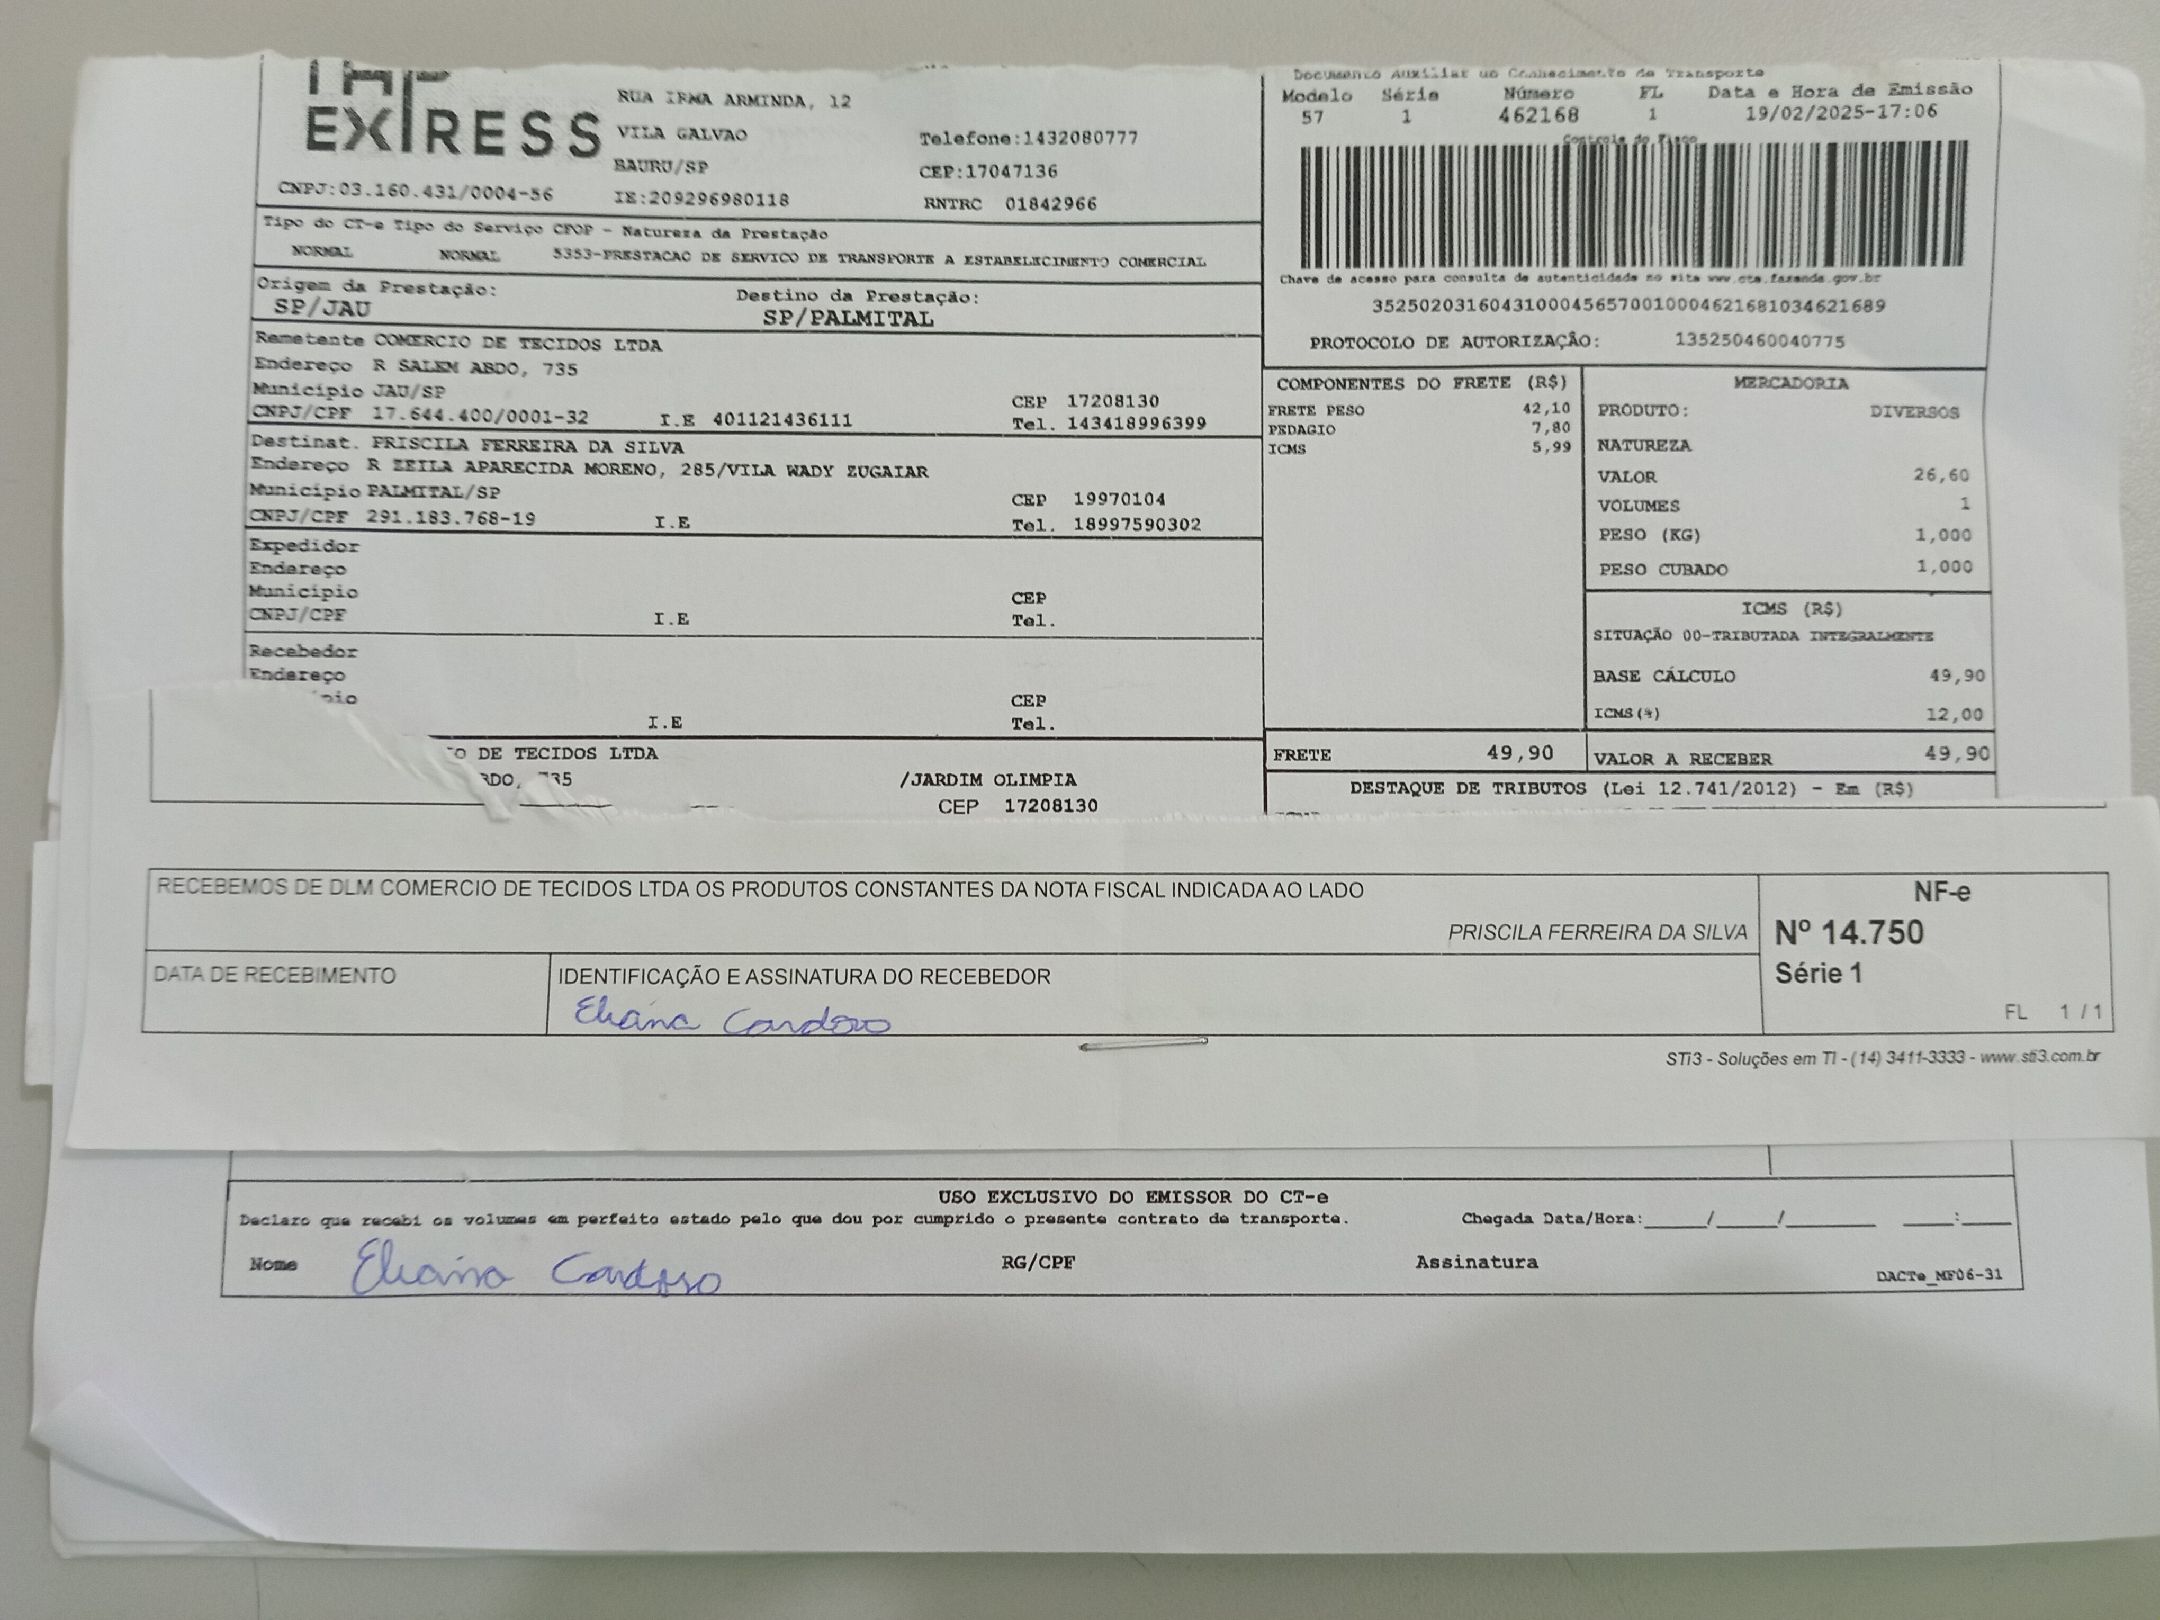 EXPRESS
RUA IRMA ARMINDA, 12
VILA GALVAO
Telefone:1432080777
BAURU/SP
CEP:17047136
CNPJ:03.160.431/0004-56
IE:209296980118
RNTRC 01842966
Documento Auxiliar do Conhecimento de Transporte
Modelo Série Número FL Data e Hora de Emissão
57 1 462168 1 19/02/2025-17:06
Controle do Fisco
Chave de acesso para consulta de autenticidade no site www.cte.fazenda.gov.br
35250203160431000456570010004621681034621689
PROTOCOLO DE AUTORIZAÇÃO: 135250460040775
Tipo do CT-e Tipo do Serviço CFOP - Natureza da Prestação
NORMAL NORMAL 5353-PRESTACAO DE SERVICO DE TRANSPORTE A ESTABELECIMENTO COMERCIAL
Origem da Prestação: Destino da Prestação:
SP/JAU SP/PALMITAL
Remetente COMERCIO DE TECIDOS LTDA
Endereço R SALEM ABDO, 735
Município JAU/SP CEP 17208130
CNPJ/CPF 17.644.400/0001-32 I.E 401121436111 Tel. 143418996399
Destinat. PRISCILA FERREIRA DA SILVA
Endereço R ZEILA APARECIDA MORENO, 285/VILA WADY ZUGAIAR
Município PALMITAL/SP CEP 19970104
CNPJ/CPF 291.183.768-19 I.E Tel. 18997590302
Expedidor
Endereço
Município CEP
CNPJ/CPF I.E Tel.
Recebedor
Endereço
ípio CEP
I.E Tel.
O DE TECIDOS LTDA
BDO, 735 /JARDIM OLIMPIA
CEP 17208130
COMPONENTES DO FRETE (R$)
FRETE PESO 42,10
PEDAGIO 7,80
ICMS 5,99
FRETE 49,90
MERCADORIA
PRODUTO: DIVERSOS
NATUREZA
VALOR 26,60
VOLUMES 1
PESO (KG) 1,000
PESO CUBADO 1,000
ICMS (R$)
SITUAÇÃO 00-TRIBUTADA INTEGRALMENTE
BASE CÁLCULO 49,90
ICMS(%) 12,00
VALOR A RECEBER 49,90
DESTAQUE DE TRIBUTOS (Lei 12.741/2012) - Em (R$)
RECEBEMOS DE DLM COMERCIO DE TECIDOS LTDA OS PRODUTOS CONSTANTES DA NOTA FISCAL INDICADA AO LADO
PRISCILA FERREIRA DA SILVA
DATA DE RECEBIMENTO
IDENTIFICAÇÃO E ASSINATURA DO RECEBEDOR
Eliana Cardoso
NF-e
Nº 14.750
Série 1
FL 1 / 1
STi3 - Soluções em TI - (14) 3411-3333 - www.sti3.com.br
USO EXCLUSIVO DO EMISSOR DO CT-e
Declaro que recebi os volumes em perfeito estado pelo que dou por cumprido o presente contrato de transporte. Chegada Data/Hora:_____/_____/_______ ____:____
Nome Eliana Cardoso RG/CPF Assinatura
DACTe_MF06-31